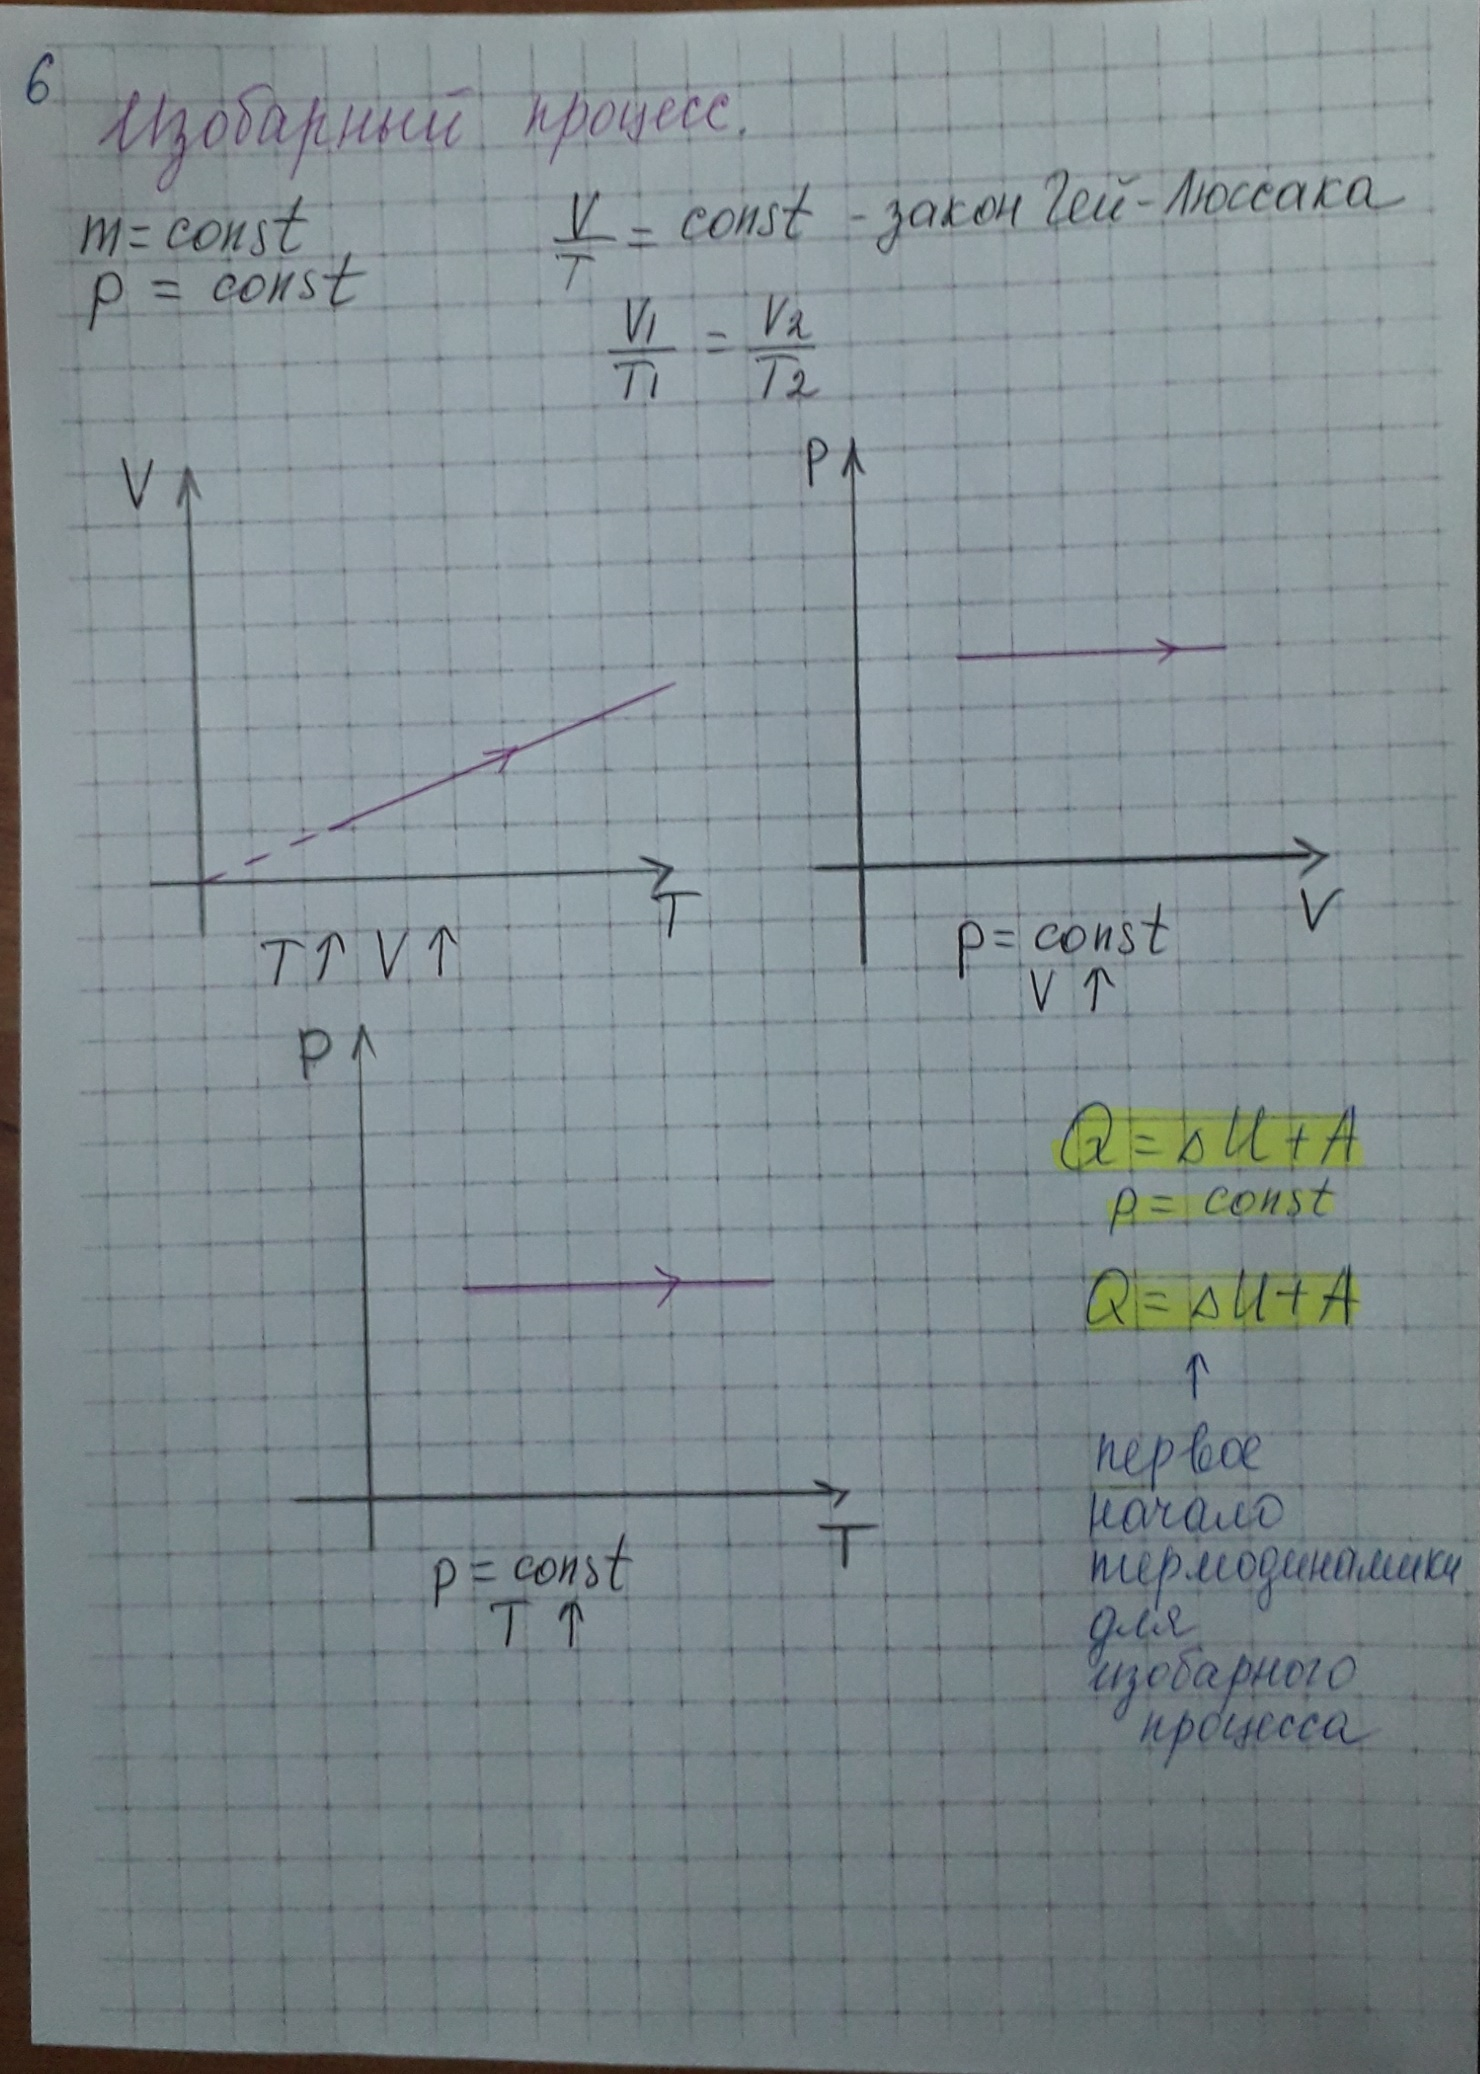 6
Изобарный процесс.
m = const
p = const
V/T = const - закон Гей-Люссака
V1/T1 = V2/T2
V
T
T↑ V↑
P
V
p = const
V ↑
P
T
p = const
T ↑
Q = ΔU + A
p = const
Q = ΔU + A
↑
первое
начало
термодинамики
для
изобарного
процесса